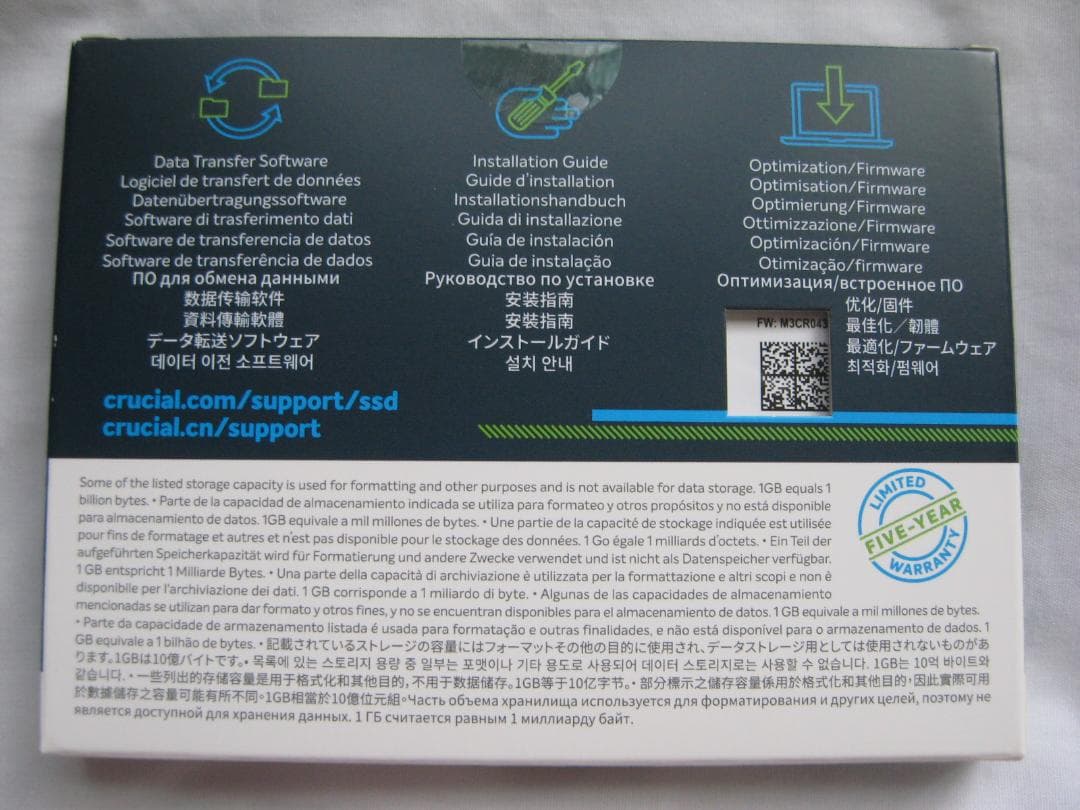 Data Transfer Software
Logiciel de transfert de données
Datenübertragungssoftware
Software di trasferimento dati
Software de transferencia de datos
Software de transferência de dados
ПО для обмена данными
数据传输软件
資料傳輸軟體
データ転送ソフトウェア
데이터 이전 소프트웨어
Installation Guide
Guide d'installation
Installationshandbuch
Guida di installazione
Guía de instalación
Guia de instalação
Руководство по установке
安装指南
安裝指南
インストールガイド
설치 안내
Optimization/Firmware
Optimisation/Firmware
Optimierung/Firmware
Ottimizzazione/Firmware
Optimización/Firmware
Otimização/firmware
Оптимизация/встроенное ПО
优化/固件
最佳化／韌體
最適化/ファームウェア
최적화/펌웨어
FW: M3CR043
crucial.com/support/ssd
crucial.cn/support
Some of the listed storage capacity is used for formatting and other purposes and is not available for data storage. 1GB equals 1
billion bytes. • Parte de la capacidad de almacenamiento indicada se utiliza para formateo y otros propósitos y no está disponible
para almacenamiento de datos. 1GB equivale a mil millones de bytes. • Une partie de la capacité de stockage indiquée est utilisée
pour fins de formatage et autres et n'est pas disponible pour le stockage des données. 1 Go égale 1 milliards d'octets. • Ein Teil der
aufgeführten Speicherkapazität wird für Formatierung und andere Zwecke verwendet und ist nicht als Datenspeicher verfügbar.
1 GB entspricht 1 Milliarde Bytes. • Una parte della capacità di archiviazione è utilizzata per la formattazione e altri scopi e non è
disponibile per l'archiviazione dei dati. 1 GB corrisponde a 1 miliardo di byte. • Algunas de las capacidades de almacenamiento
mencionadas se utilizan para dar formato y otros fines, y no se encuentran disponibles para el almacenamiento de datos. 1 GB equivale a mil millones de bytes.
• Parte da capacidade de armazenamento listada é usada para formatação e outras finalidades, e não está disponível para o armazenamento de dados. 1
GB equivale a 1 bilhão de bytes. • 記載されているストレージの容量にはフォーマットその他の目的に使用され、データストレージ用としては使用されないものがあ
ります。1GBは10億バイトです。• 목록에 있는 스토리지 용량 중 일부는 포맷이나 기타 용도로 사용되어 데이터 스토리지로는 사용할 수 없습니다. 1GB는 10억 바이트와
같습니다. • 一些列出的存储容量是用于格式化和其他目的，不用于数据储存。1GB等于10亿字节。• 部分標示之儲存容量係用於格式化和其他目的，因此實際可用
於數據儲存之容量可能有所不同。1GB相當於10億位元組。Часть объема хранилища используется для форматирования и других целей, поэтому не
является доступной для хранения данных. 1 ГБ считается равным 1 миллиарду байт.
LIMITED
FIVE-YEAR
WARRANTY